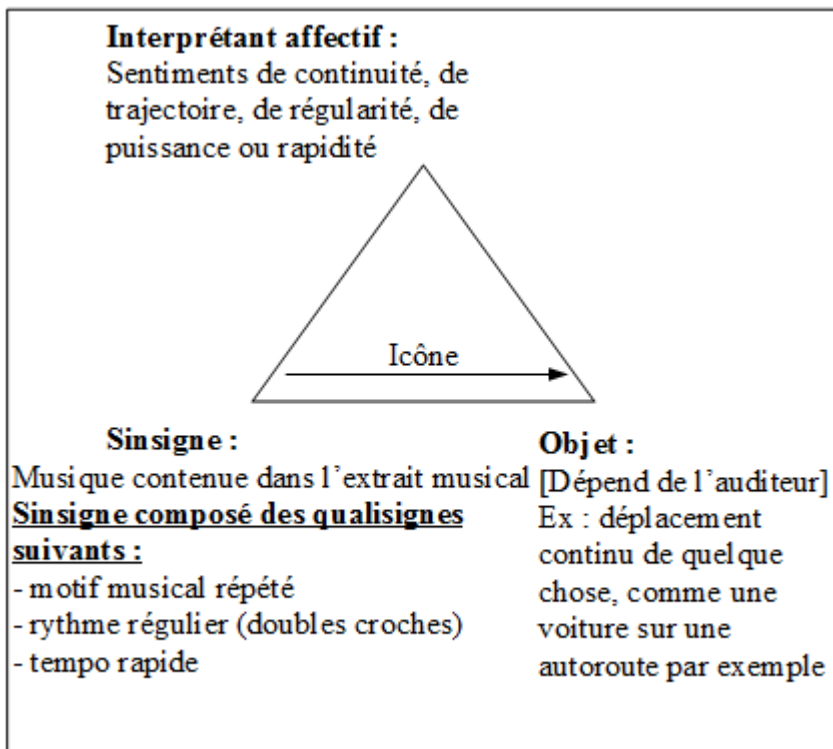 Interprétant affectif :
Sentiments de continuité, de
trajectoire, de régularité, de
puissance ou rapidité
Icône
Sinsigne :
Musique contenue dans l'extrait musical
Sinsigne composé des qualisignes
suivants :
- motif musical répété
- rythme régulier (doubles croches)
- tempo rapide
Objet :
[Dépend de l'auditeur]
Ex : déplacement
continu de quelque
chose, comme une
voiture sur une
autoroute par exemple